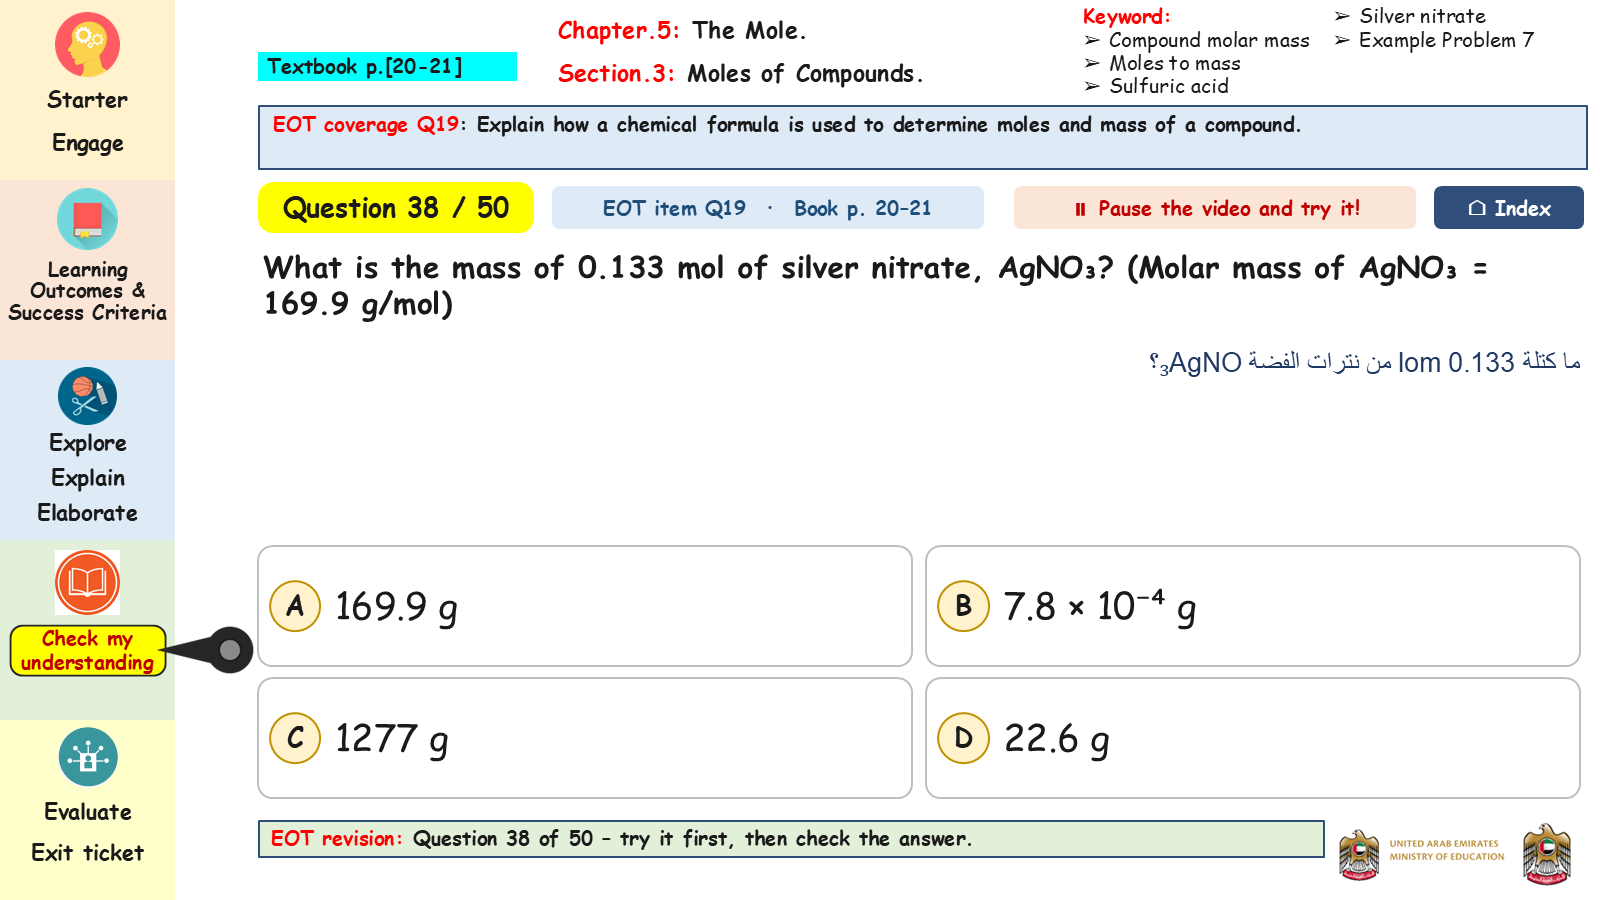 Starter
Engage
Learning
Outcomes &
Success Criteria
Explore
Explain
Elaborate
Check my
understanding
Evaluate
Exit ticket
Textbook p.[20-21]
Chapter.5: The Mole.
Section.3: Moles of Compounds.
Keyword:
➢ Compound molar mass
➢ Moles to mass
➢ Sulfuric acid
➢ Silver nitrate
➢ Example Problem 7
EOT coverage Q19: Explain how a chemical formula is used to determine moles and mass of a compound.
Question 38 / 50
EOT item Q19 · Book p. 20–21
⏸ Pause the video and try it!
⌂ Index
What is the mass of 0.133 mol of silver nitrate, AgNO₃? (Molar mass of AgNO₃ =
169.9 g/mol)
ما كتلة 0.133 lom من نترات الفضة AgNO₃؟
A 169.9 g
B 7.8 × 10⁻⁴ g
C 1277 g
D 22.6 g
EOT revision: Question 38 of 50 – try it first, then check the answer.
UNITED ARAB EMIRATES
MINISTRY OF EDUCATION